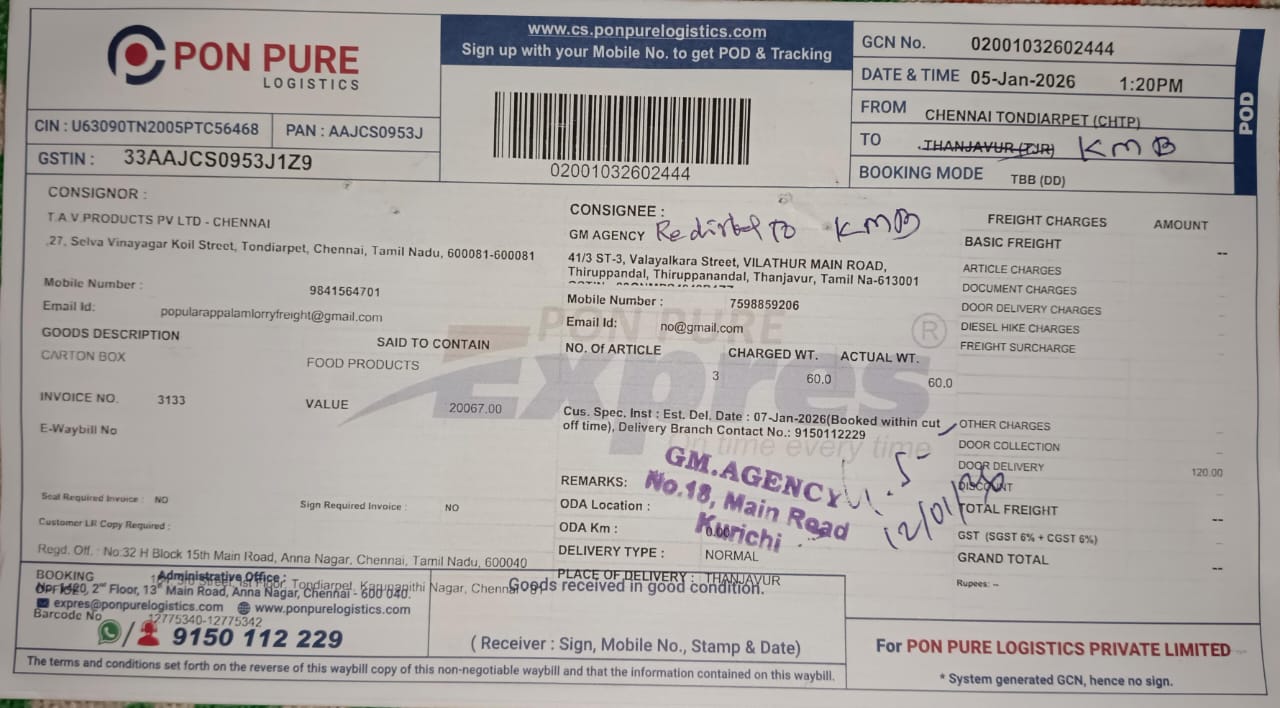 PON PURE
LOGISTICS
www.cs.ponpurelogistics.com
Sign up with your Mobile No. to get POD & Tracking
02001032602444
GCN No. 02001032602444
DATE & TIME 05-Jan-2026 1:20PM
FROM CHENNAI TONDIARPET (CHTP)
TO THANJAVUR (TJR) KMB
BOOKING MODE TBB (DD)
POD
CIN : U63090TN2005PTC56468 PAN : AAJCS0953J
GSTIN : 33AAJCS0953J1Z9
CONSIGNOR :
T.A.V.PRODUCTS PV LTD - CHENNAI
,27, Selva Vinayagar Koil Street, Tondiarpet, Chennai, Tamil Nadu, 600081-600081
Mobile Number : 9841564701
Email Id: popularappalamlorryfreight@gmail.com
GOODS DESCRIPTION SAID TO CONTAIN
CARTON BOX FOOD PRODUCTS
INVOICE NO. 3133 VALUE 20067.00
E-Waybill No
Seal Required Invoice : NO Sign Required Invoice : NO
Customer LR Copy Required :
Regd. Off. : No:32 H Block 15th Main Road, Anna Nagar, Chennai, Tamil Nadu, 600040
CONSIGNEE :
GM AGENCY to KMB
41/3 ST-3, Valayalkara Street, VILATHUR MAIN ROAD,
Thiruppandal, Thiruppanandal, Thanjavur, Tamil Na-613001
Mobile Number : 7598859206
Email Id: no@gmail.com
PON PURE
Expres ®
On time every time
NO. Of ARTICLE CHARGED WT. ACTUAL WT.
3 60.0 60.0
Cus. Spec. Inst : Est. Del. Date : 07-Jan-2026(Booked within cut
off time), Delivery Branch Contact No.: 9150112229
GM.AGENCY
No.18, Main Road
Kurichi
12/01/26
REMARKS:
ODA Location :
ODA Km : 0.00
DELIVERY TYPE : NORMAL
PLACE OF DELIVERY : THANJAVUR
FREIGHT CHARGES AMOUNT
BASIC FREIGHT --
ARTICLE CHARGES
DOCUMENT CHARGES
DOOR DELIVERY CHARGES
DIESEL HIKE CHARGES
FREIGHT SURCHARGE
OTHER CHARGES
DOOR COLLECTION
DOOR DELIVERY 120.00
DISCOUNT
TOTAL FREIGHT --
GST (SGST 6% + CGST 6%)
GRAND TOTAL --
Rupees: --
BOOKING
Administrative Office :
1st Floor, Tondiarpet, Nagar,
No: 1420, 2nd Floor, 13th Main Road, Anna Nagar, Chennai - 600 040.
expres@ponpurelogistics.com www.ponpurelogistics.com
Barcode No 12775340-12775342
/ 9150 112 229
Goods received in good condition.
( Receiver : Sign, Mobile No., Stamp & Date)
For PON PURE LOGISTICS PRIVATE LIMITED
* System generated GCN, hence no sign.
The terms and conditions set forth on the reverse of this waybill copy of this non-negotiable waybill and that the information contained on this waybill.